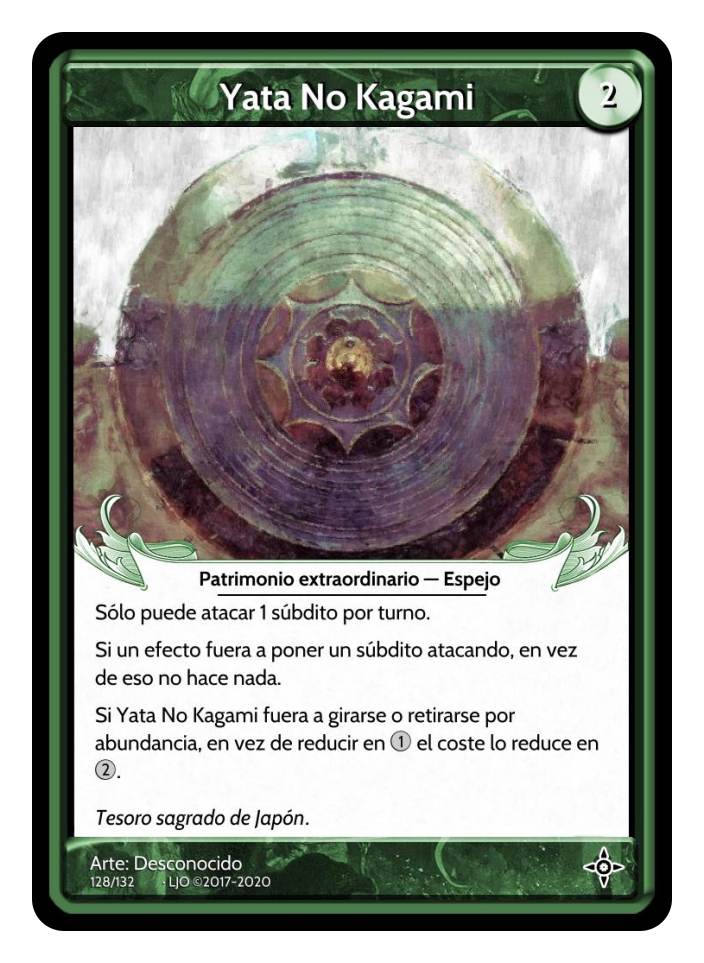 Yata No Kagami
2
Patrimonio extraordinario — Espejo
Sólo puede atacar 1 súbdito por turno.
Si un efecto fuera a poner un súbdito atacando, en vez
de eso no hace nada.
Si Yata No Kagami fuera a girarse o retirarse por
abundancia, en vez de reducir en 1 el coste lo reduce en
2.
Tesoro sagrado de Japón.
Arte: Desconocido
128/132 · LJO ©2017-2020